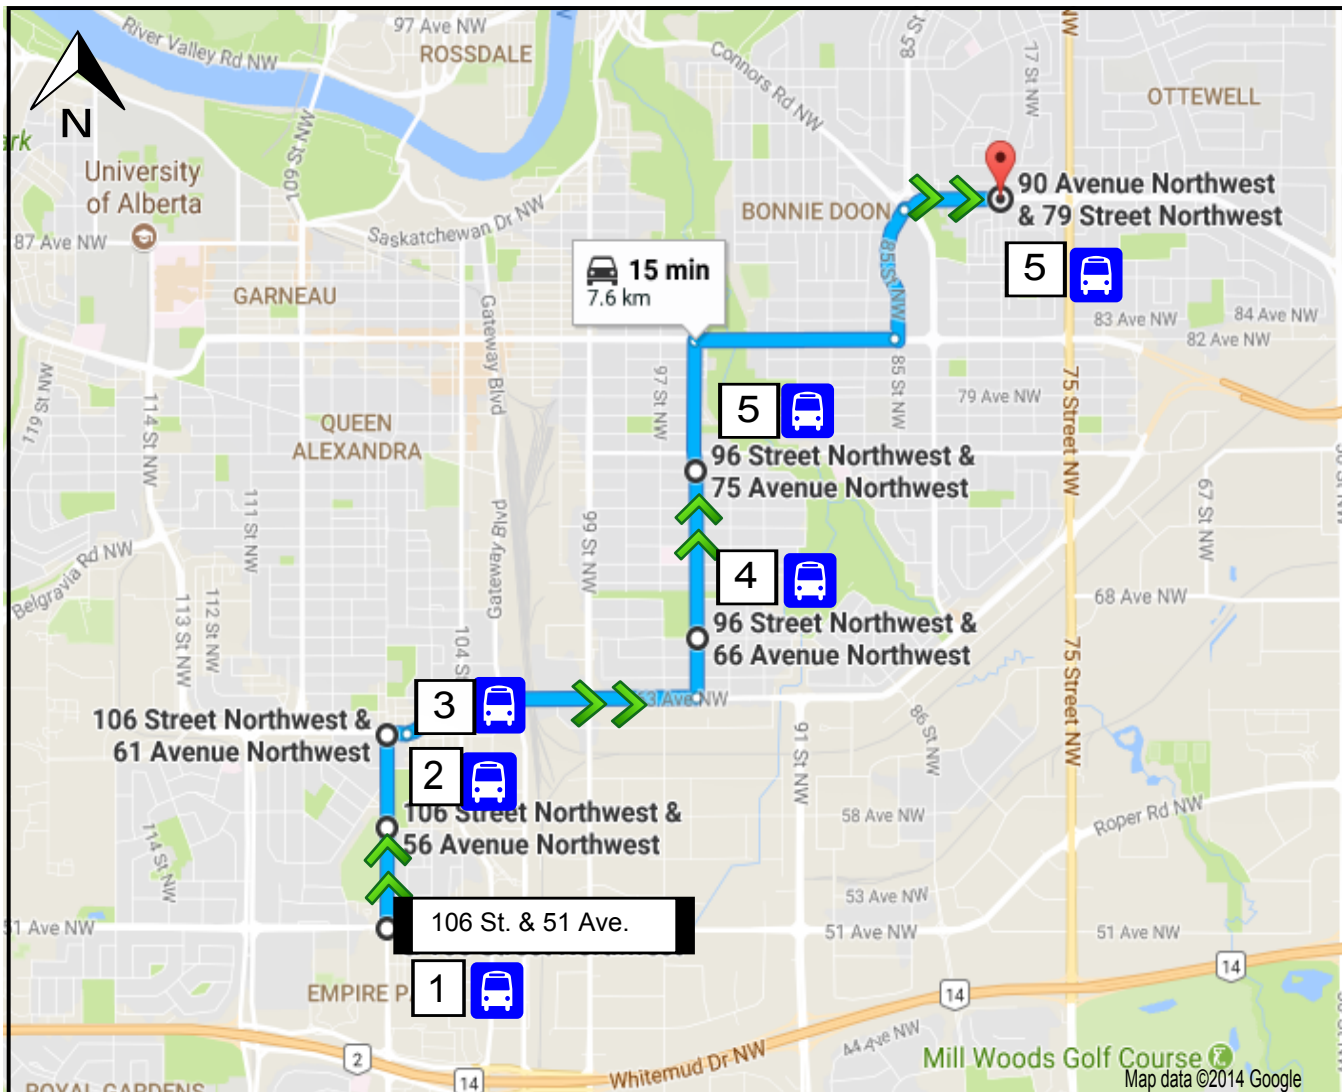 97 Ave NW
ROSSDALE
River Valley Rd NW
N
University
of Alberta
109 St NW
87 Ave NW
Saskatchewan Dr NW
GARNEAU
Connors Rd NW
85 St
77 St NW
NW
OTTEWELL
BONNIE DOON
90 Avenue Northwest
& 79 Street Northwest
5
15 min
7.6 km
85 St NW
83 Ave NW
84 Ave NW
82 Ave NW
Gateway Blvd
119 St NW
114 St NW
97 St NW
85 St NW
79 Ave NW
75 Street NW
QUEEN
ALEXANDRA
5
96 Street Northwest &
75 Avenue Northwest
111 St NW
Gateway Blvd
99 St NW
67 St NW
Belgravia Rd NW
113 St NW
112 St NW
4
68 Ave NW
96 Street Northwest &
66 Avenue Northwest
104 S
75 Street NW
3
63 Ave NW
106 Street Northwest &
61 Avenue Northwest
86 St NW
91 St NW
2
106 Street Northwest &
56 Avenue Northwest
58 Ave NW
Roper Rd NW
114 St NW
53 Ave NW
106 St. & 51 Ave.
51 Ave NW
51 Ave NW
51 Ave NW
EMPIRE P
1
14
14
44 Ave NW
2
14
Whitemud Dr NW
Mill Woods Golf Course
ROYAL GARDENS
Map data ©2014 Google